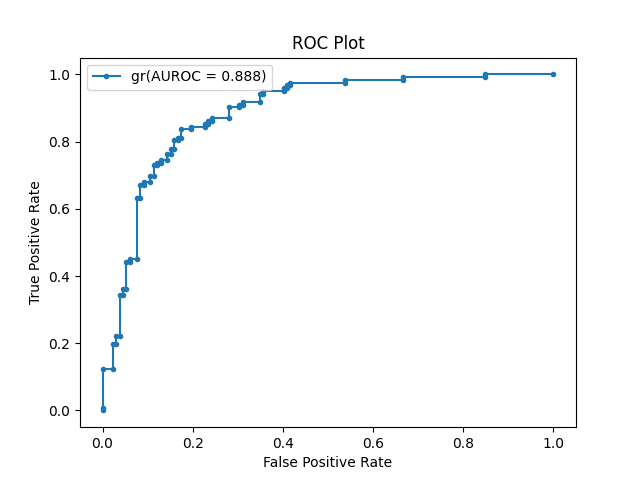 ROC Plot
gr(AUROC = 0.888)
True Positive Rate
1.0
0.8
0.6
0.4
0.2
0.0
0.0 0.2 0.4 0.6 0.8 1.0
False Positive Rate